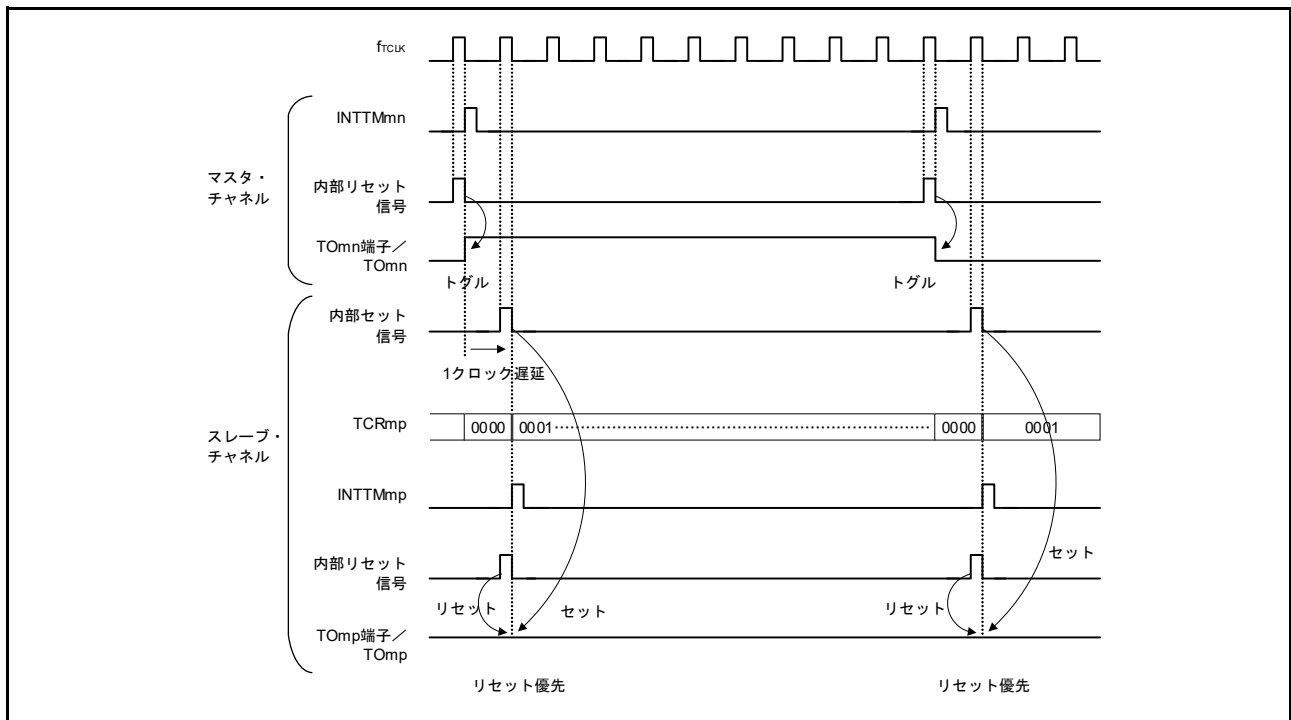 fTCLK
INTTMmn
マスタ・
チャネル
内部リセット
信号
TOmn端子／
TOmn
トグル
トグル
内部セット
信号
1クロック遅延
スレーブ・
チャネル
TCRmp
0000
0001
0000
0001
INTTMmp
内部リセット
信号
セット
リセット
セット
リセット
TOmp端子／
TOmp
リセット優先
リセット優先